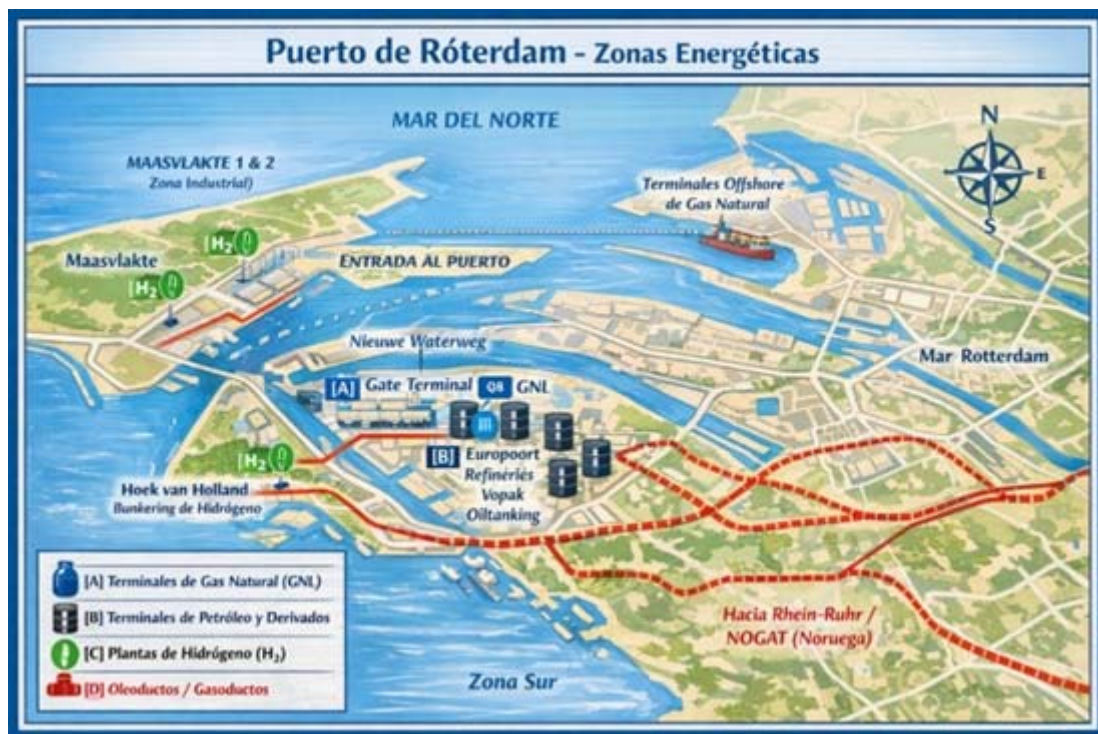 Puerto de Róterdam - Zonas Energéticas
MAR DEL NORTE
MAASVLAKTE 1 & 2
Zona Industrial)
Terminales Offshore
de Gas Natural
N
E
S
[H₂]
Maasvlakte
[H₂]
ENTRADA AL PUERTO
Nieuwe Waterweg
Mar Rotterdam
[A] Gate Terminal 08 GNL
[B] Europoort
Refinériés
Vopak
Oiltanking
[H₂]
Hoek van Holland
Bunkering de Hidrógeno
[A] Terminales de Gas Natural (GNL)
[B] Terminales de Petróleo y Derivados
[C] Plantas de Hidrógeno (H₂)
[D] Oleoductos / Gasoductos
Hacia Rhein-Ruhr /
NOGAT (Noruega)
Zona Sur